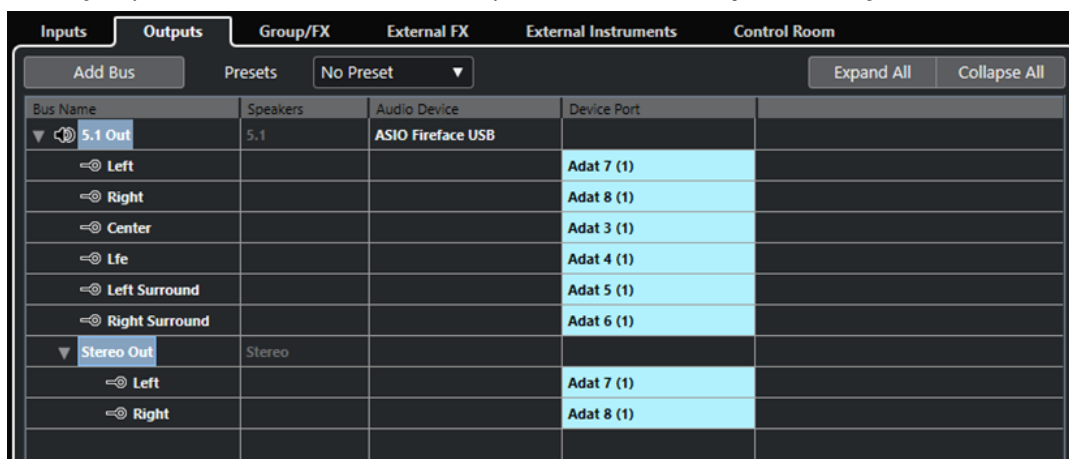 Inputs Outputs Group/FX External FX External Instruments Control Room
Add Bus Presets No Preset Expand All Collapse All
Bus Name Speakers Audio Device Device Port
5.1 Out 5.1 ASIO Fireface USB
Left Adat 7 (1)
Right Adat 8 (1)
Center Adat 3 (1)
Lfe Adat 4 (1)
Left Surround Adat 5 (1)
Right Surround Adat 6 (1)
Stereo Out Stereo
Left Adat 7 (1)
Right Adat 8 (1)